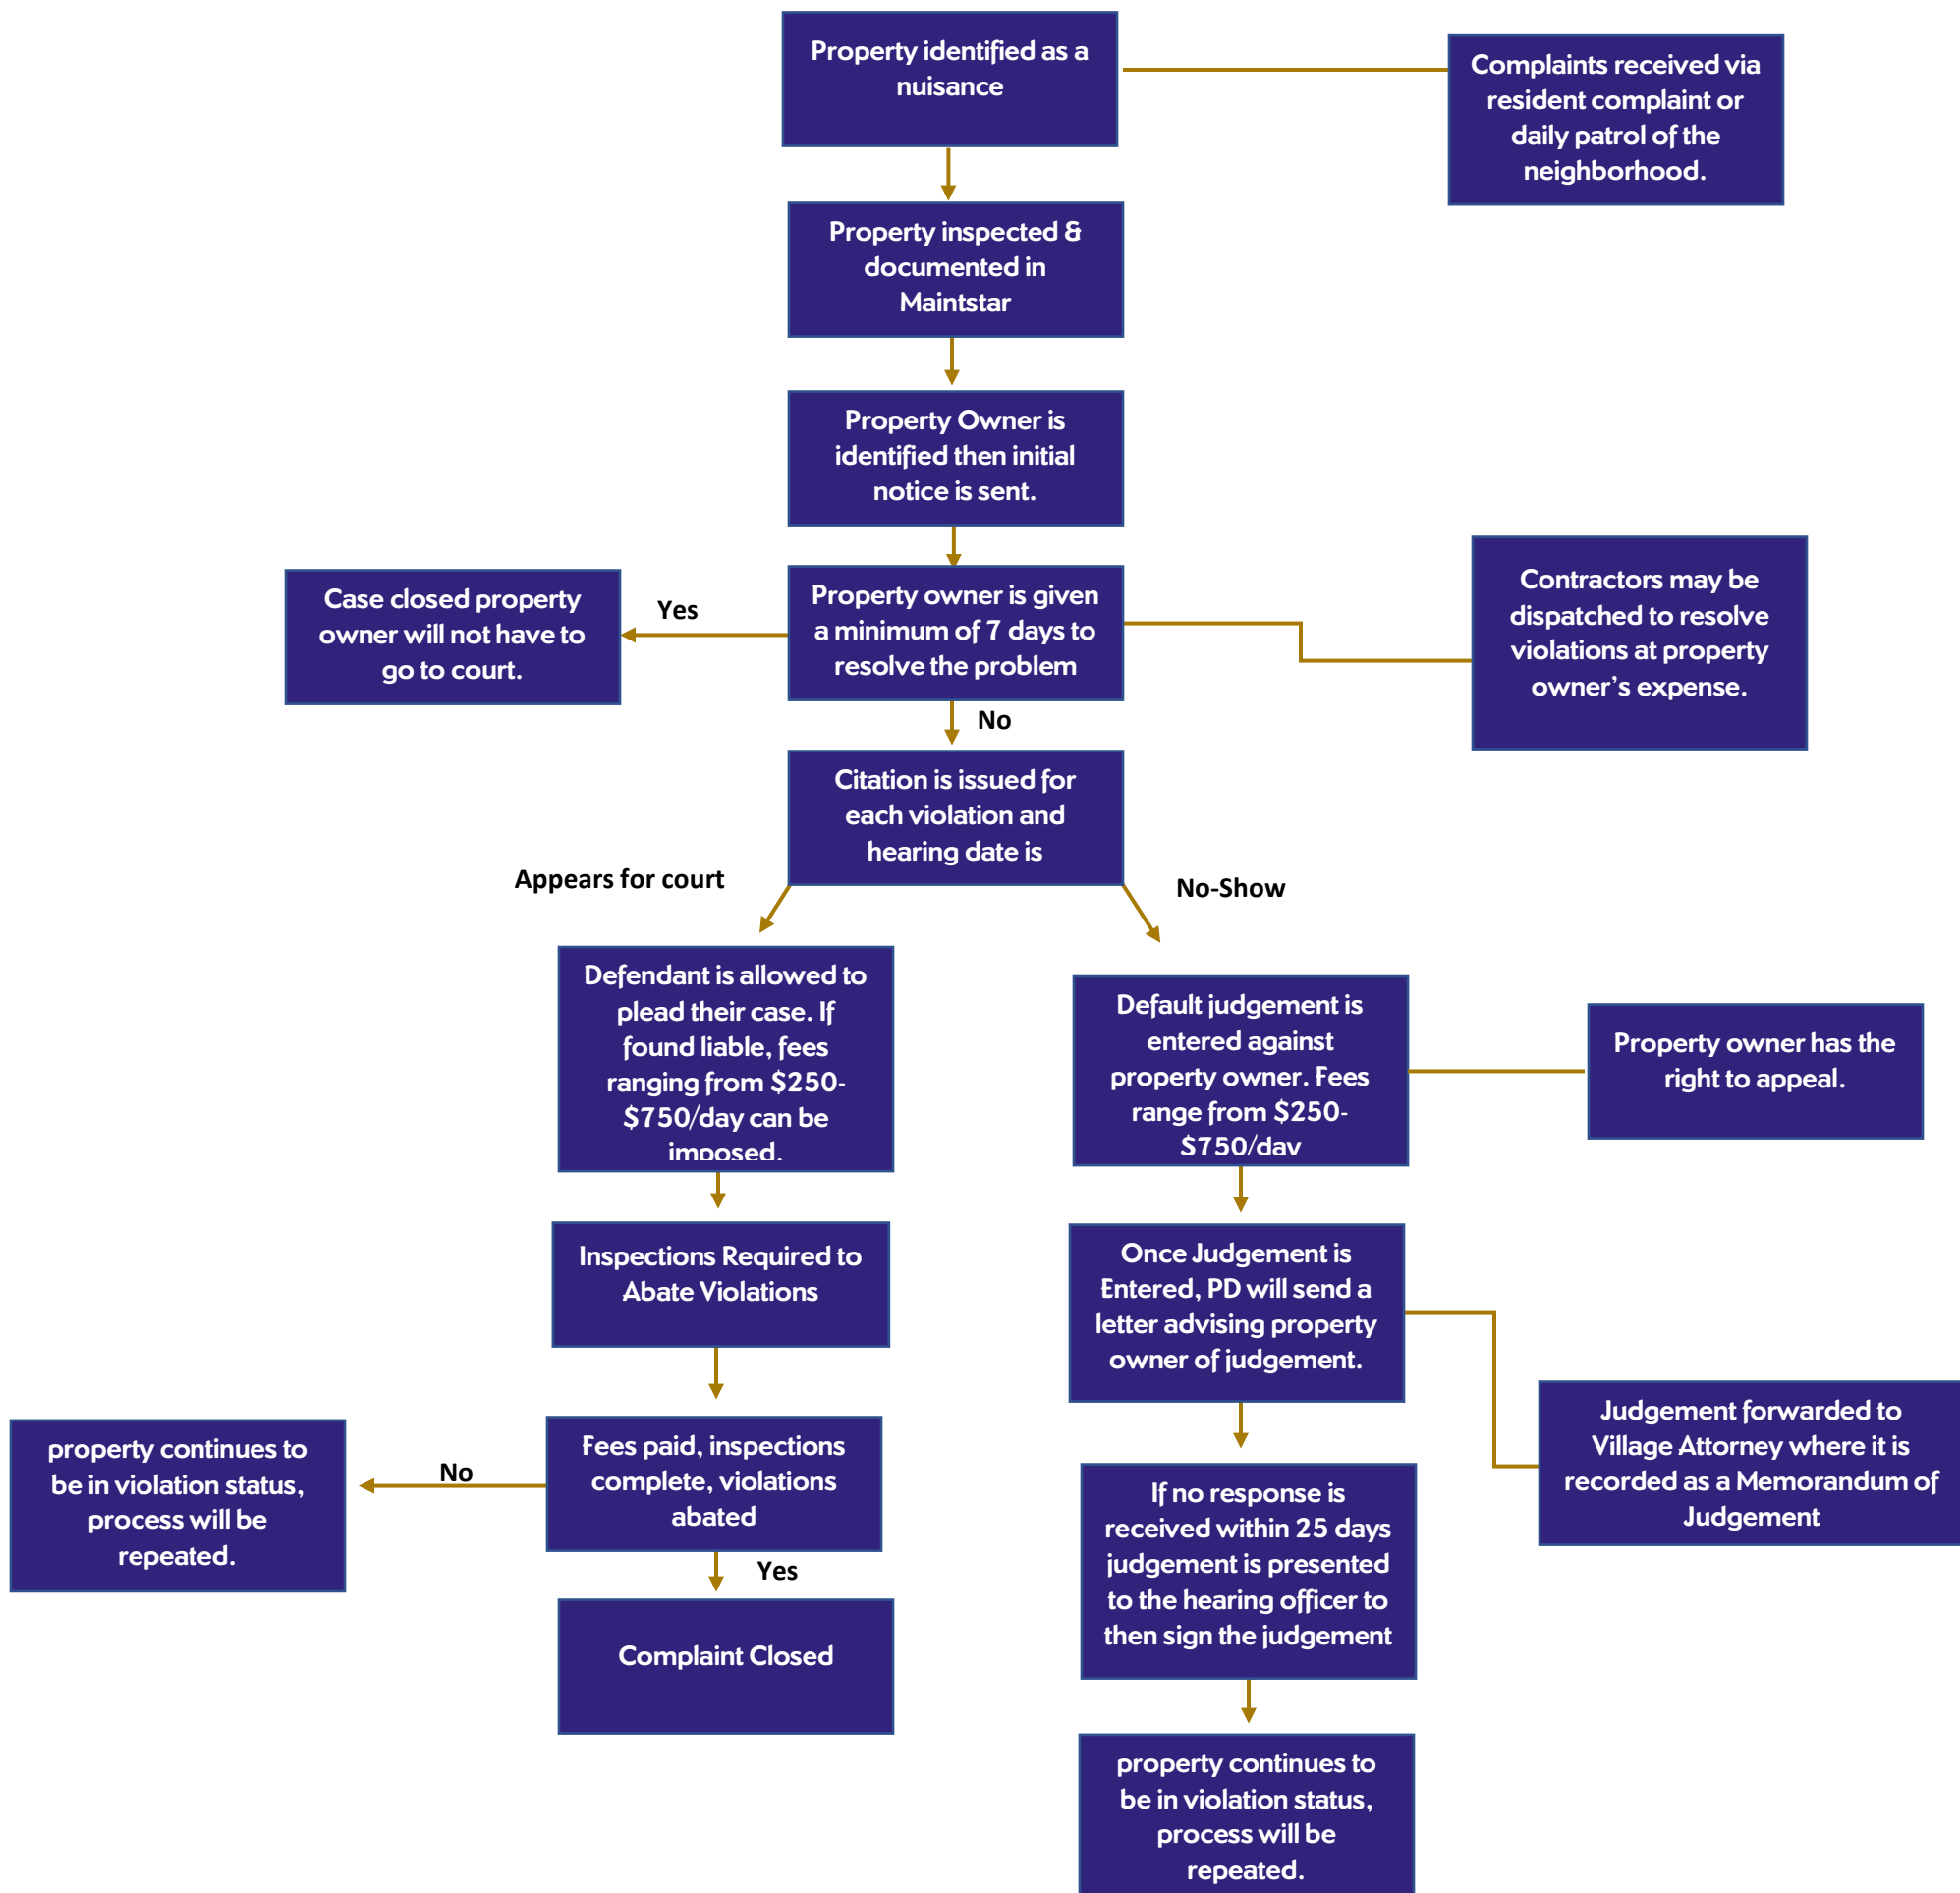 Property identified as a
nuisance
Complaints received via
resident complaint or
daily patrol of the
neighborhood.
Property inspected &
documented in
Maintstar
Property Owner is
identified then initial
notice is sent.
Case closed property
owner will not have to
go to court.
Yes
Property owner is given
a minimum of 7 days to
resolve the problem
Contractors may be
dispatched to resolve
violations at property
owner’s expense.
No
Citation is issued for
each violation and
hearing date is
Appears for court
No-Show
Defendant is allowed to
plead their case. If
found liable, fees
ranging from $250-
$750/day can be
imposed.
Default judgement is
entered against
property owner. Fees
range from $250-
$750/day
Property owner has the
right to appeal.
Inspections Required to
Abate Violations
Once Judgement is
Entered, PD will send a
letter advising property
owner of judgement.
Judgement forwarded to
Village Attorney where it is
recorded as a Memorandum of
Judgement
property continues to
be in violation status,
process will be
repeated.
No
Fees paid, inspections
complete, violations
abated
Yes
If no response is
received within 25 days
judgement is presented
to the hearing officer to
then sign the judgement
Complaint Closed
property continues to
be in violation status,
process will be
repeated.